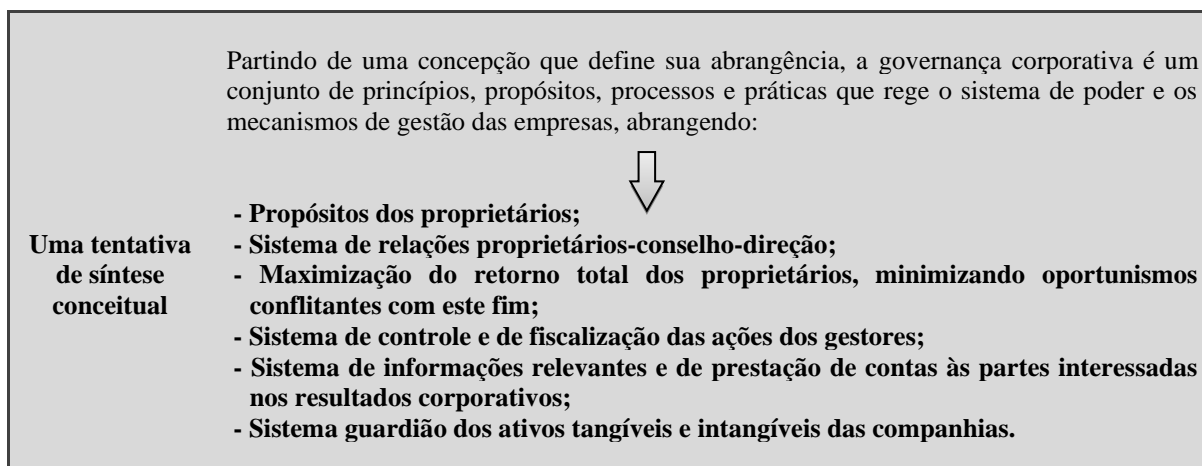 Partindo de uma concepção que define sua abrangência, a governança corporativa é um
conjunto de princípios, propósitos, processos e práticas que rege o sistema de poder e os
mecanismos de gestão das empresas, abrangendo:
Uma tentativa
de síntese
conceitual
- Propósitos dos proprietários;
- Sistema de relações proprietários-conselho-direção;
- Maximização do retorno total dos proprietários, minimizando oportunismos
conflitantes com este fim;
- Sistema de controle e de fiscalização das ações dos gestores;
- Sistema de informações relevantes e de prestação de contas às partes interessadas
nos resultados corporativos;
- Sistema guardião dos ativos tangíveis e intangíveis das companhias.